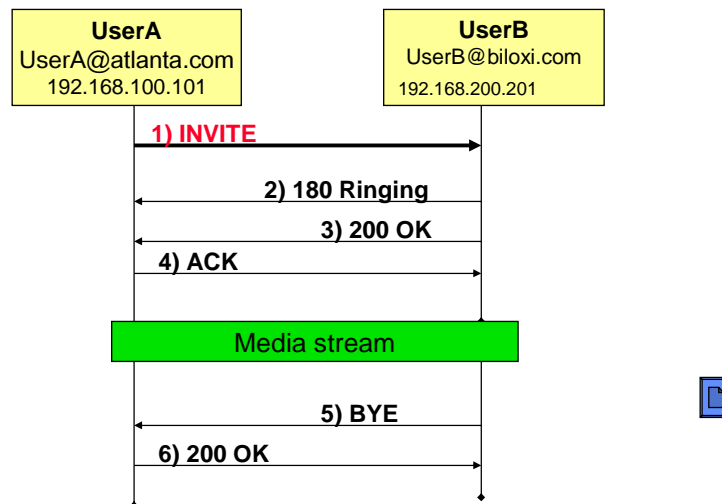 UserA
UserA@atlanta.com
192.168.100.101
UserB
UserB@biloxi.com
192.168.200.201
1) INVITE
2) 180 Ringing
3) 200 OK
4) ACK
Media stream
5) BYE
6) 200 OK